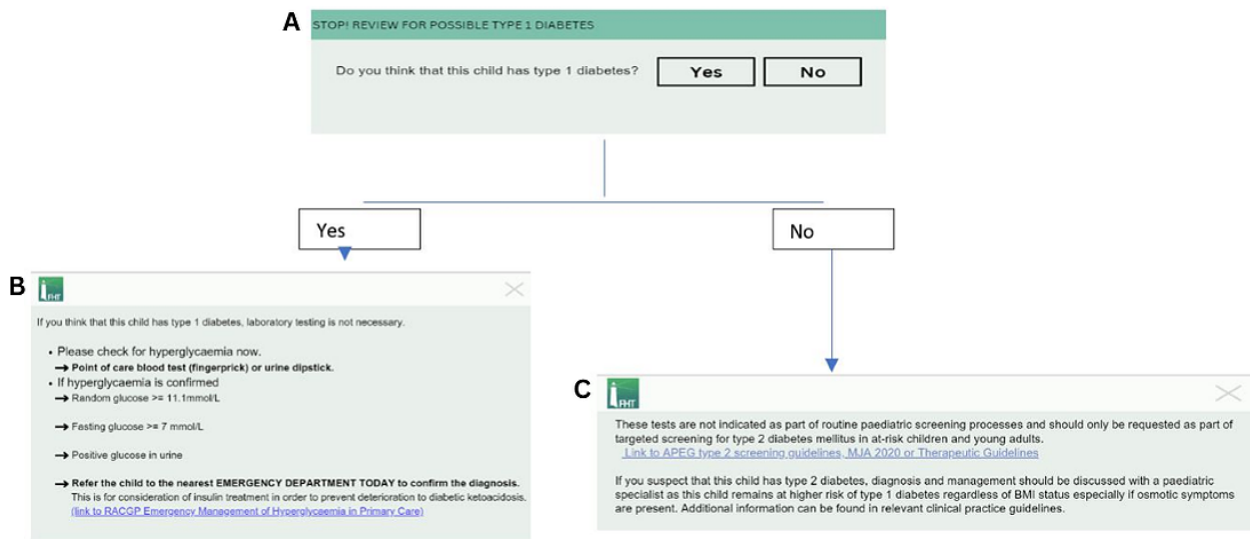 A
STOP! REVIEW FOR POSSIBLE TYPE 1 DIABETES
Do you think that this child has type 1 diabetes?
Yes
No
Yes
No
B
iFHT
If you think that this child has type 1 diabetes, laboratory testing is not necessary.
• Please check for hyperglycaemia now.
→ Point of care blood test (fingerprick) or urine dipstick.
• If hyperglycaemia is confirmed
→ Random glucose >= 11.1mmol/L
→ Fasting glucose >= 7 mmol/L
→ Positive glucose in urine
→ Refer the child to the nearest EMERGENCY DEPARTMENT TODAY to confirm the diagnosis.
This is for consideration of insulin treatment in order to prevent deterioration to diabetic ketoacidosis.
(link to RACGP Emergency Management of Hyperglycaemia in Primary Care)
C
iFHT
These tests are not indicated as part of routine paediatric screening processes and should only be requested as part of
targeted screening for type 2 diabetes mellitus in at-risk children and young adults.
Link to APEG type 2 screening guidelines, MJA 2020 or Therapeutic Guidelines
If you suspect that this child has type 2 diabetes, diagnosis and management should be discussed with a paediatric
specialist as this child remains at higher risk of type 1 diabetes regardless of BMI status especially if osmotic symptoms
are present. Additional information can be found in relevant clinical practice guidelines.